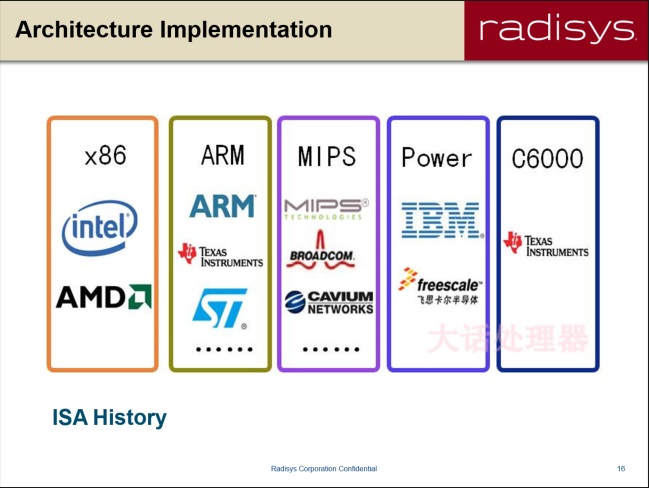 Architecture Implementation
radisys.
x86
intel
AMD
ARM
ARM
TEXAS
INSTRUMENTS
ST
......
MIPS
MIPS
TECHNOLOGIES
BROADCOM.
CAVIUM
NETWORKS
......
Power
IBM
freescale™
飞思卡尔半导体
C6000
TEXAS
INSTRUMENTS
大话处理器
ISA History
Radisys Corporation Confidential
16